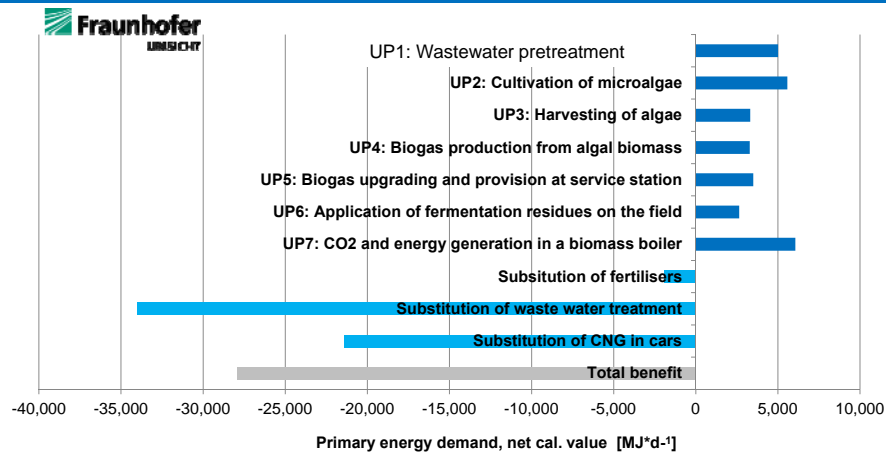 Fraunhofer
UMSICHT
UP1: Wastewater pretreatment
UP2: Cultivation of microalgae
UP3: Harvesting of algae
UP4: Biogas production from algal biomass
UP5: Biogas upgrading and provision at service station
UP6: Application of fermentation residues on the field
UP7: CO2 and energy generation in a biomass boiler
Subsitution of fertilisers
Substitution of waste water treatment
Substitution of CNG in cars
Total benefit
-40,000 -35,000 -30,000 -25,000 -20,000 -15,000 -10,000 -5,000 0 5,000 10,000
Primary energy demand, net cal. value [MJ*d-¹]